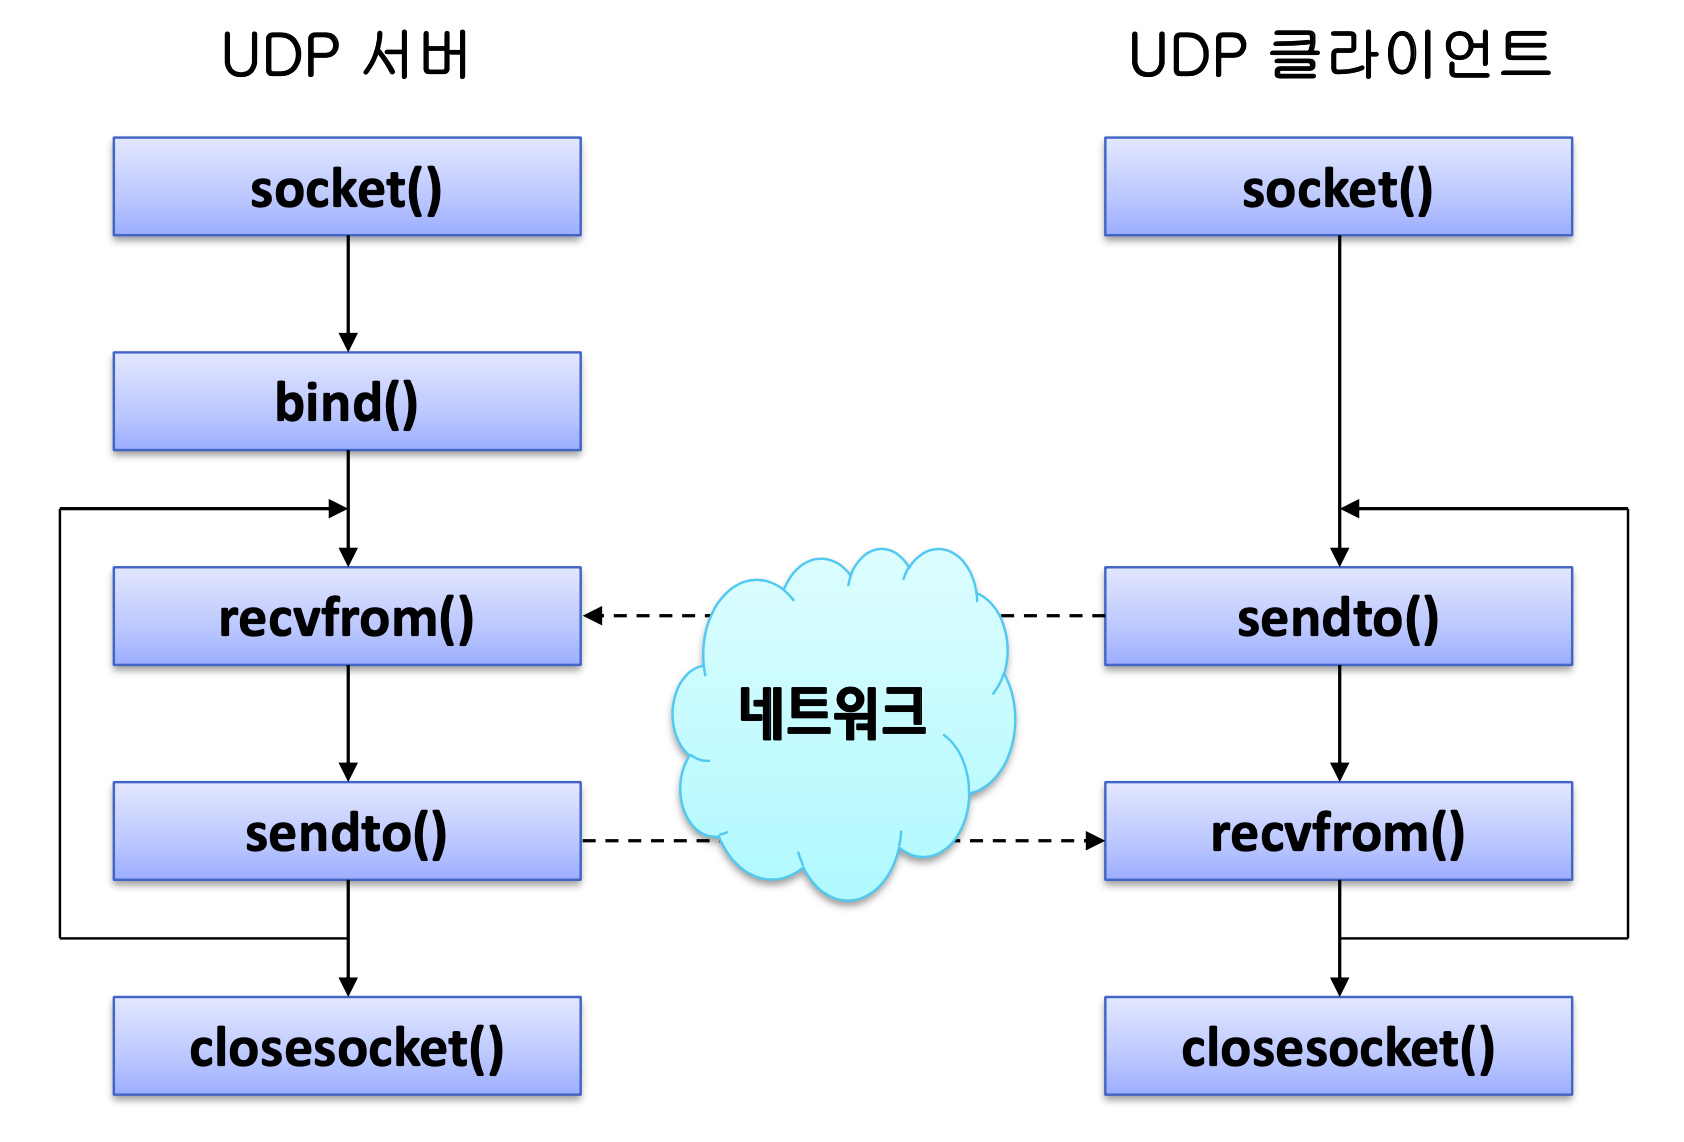 UDP 서버
socket()
bind()
recvfrom()
sendto()
closesocket()
네트워크
UDP 클라이언트
socket()
sendto()
recvfrom()
closesocket()